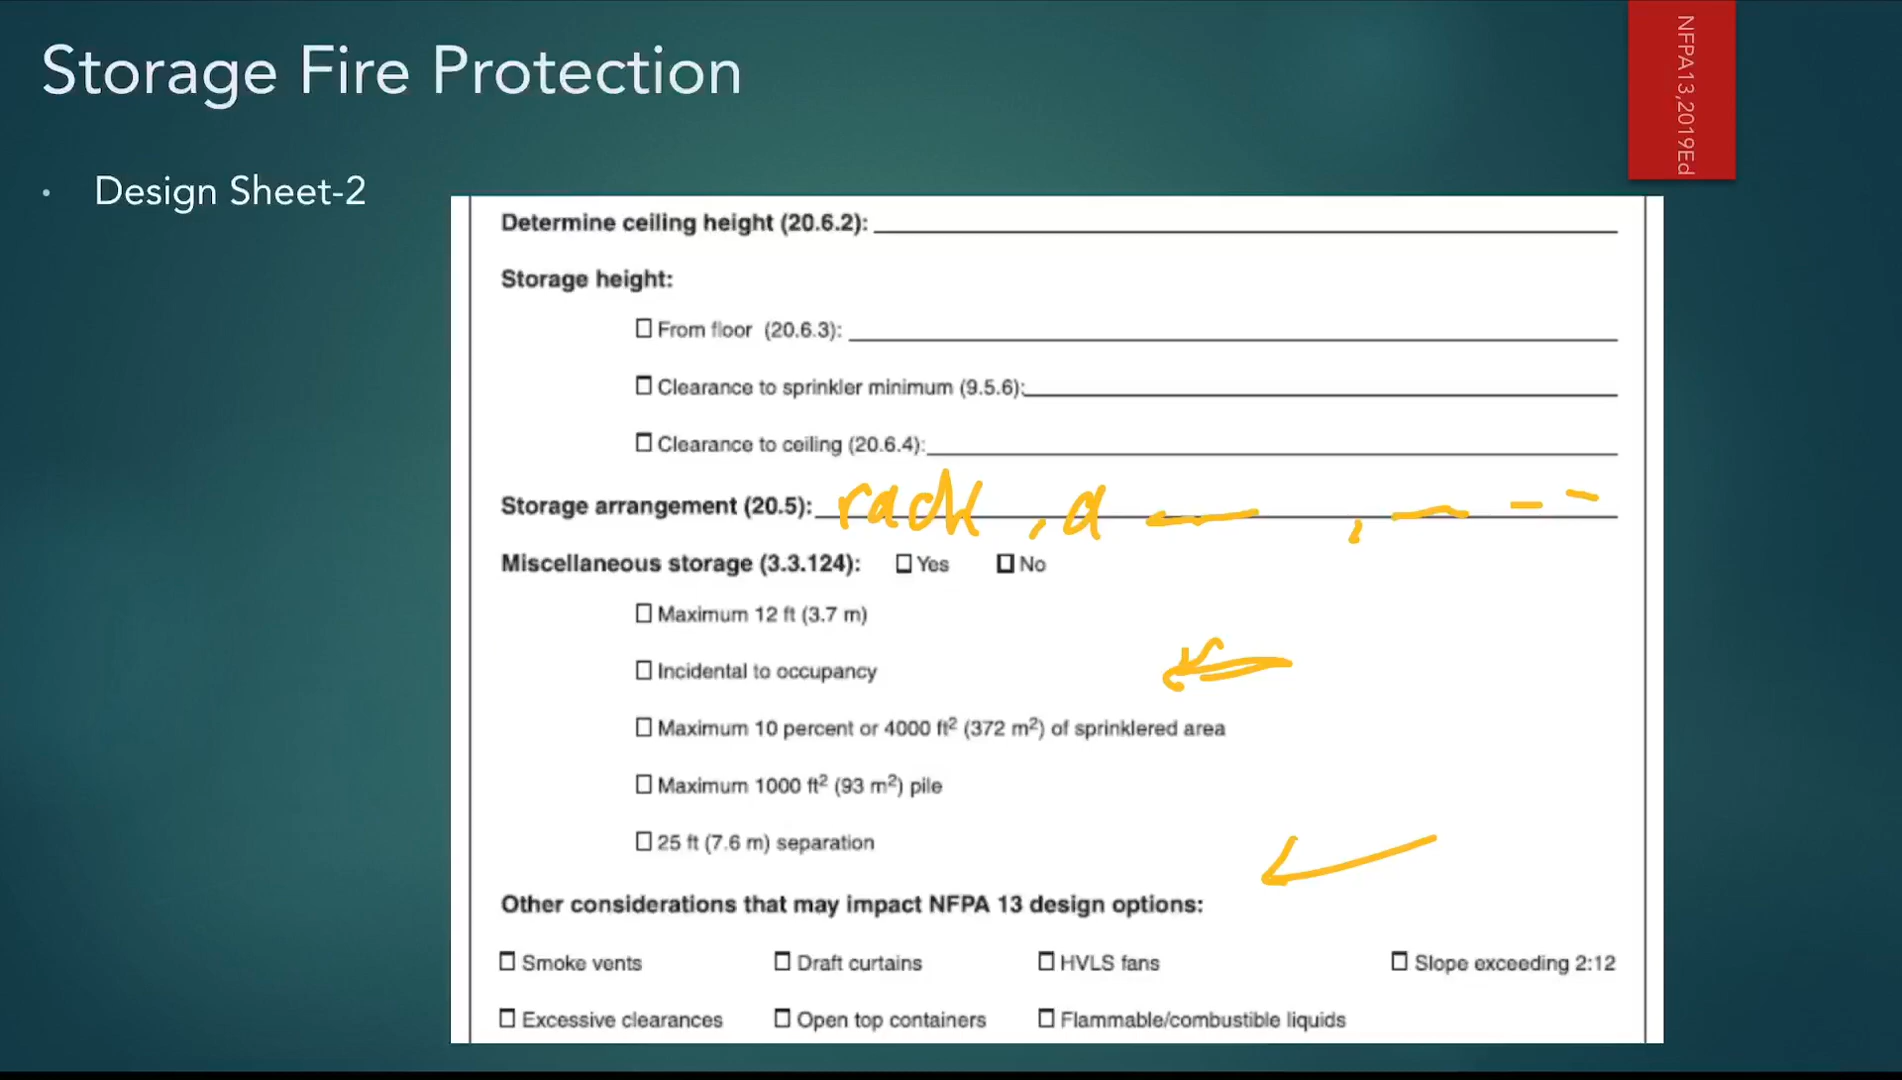 Storage Fire Protection
NFPA13,2019Ed
• Design Sheet-2
Determine ceiling height (20.6.2):
Storage height:
☐ From floor (20.6.3):
☐ Clearance to sprinkler minimum (9.5.6):
☐ Clearance to ceiling (20.6.4):
Storage arrangement (20.5): rack, a
Miscellaneous storage (3.3.124): ☐ Yes ☐ No
☐ Maximum 12 ft (3.7 m)
☐ Incidental to occupancy
☐ Maximum 10 percent or 4000 ft² (372 m²) of sprinklered area
☐ Maximum 1000 ft² (93 m²) pile
☐ 25 ft (7.6 m) separation
Other considerations that may impact NFPA 13 design options:
☐ Smoke vents ☐ Draft curtains ☐ HVLS fans ☐ Slope exceeding 2:12
☐ Excessive clearances ☐ Open top containers ☐ Flammable/combustible liquids